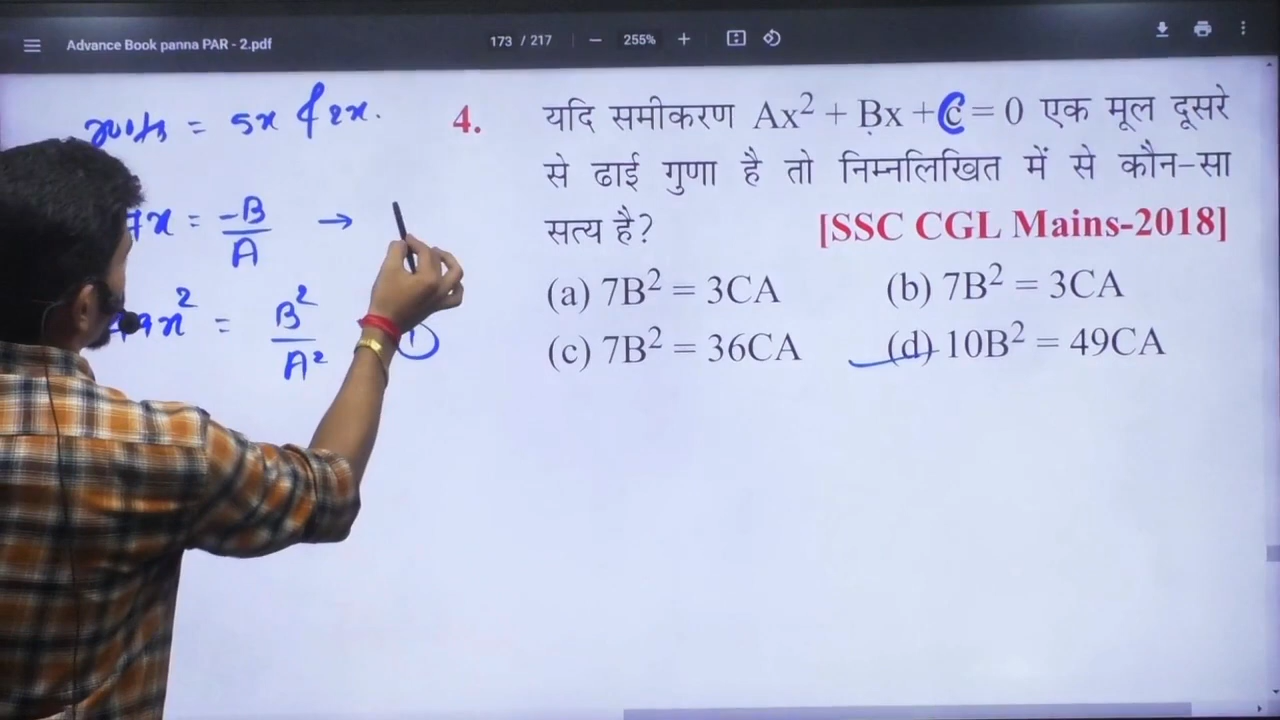 Advance Book panna PAR - 2.pdf
173 / 217
255%
roots = 5x & 2x.
7x = -B/A →
49x² = B²/A² ①
4. यदि समीकरण Ax² + Bx + C = 0 एक मूल दूसरे
से ढाई गुणा है तो निम्नलिखित में से कौन-सा
सत्य है? [SSC CGL Mains-2018]
(a) 7B² = 3CA (b) 7B² = 3CA
(c) 7B² = 36CA (d) 10B² = 49CA